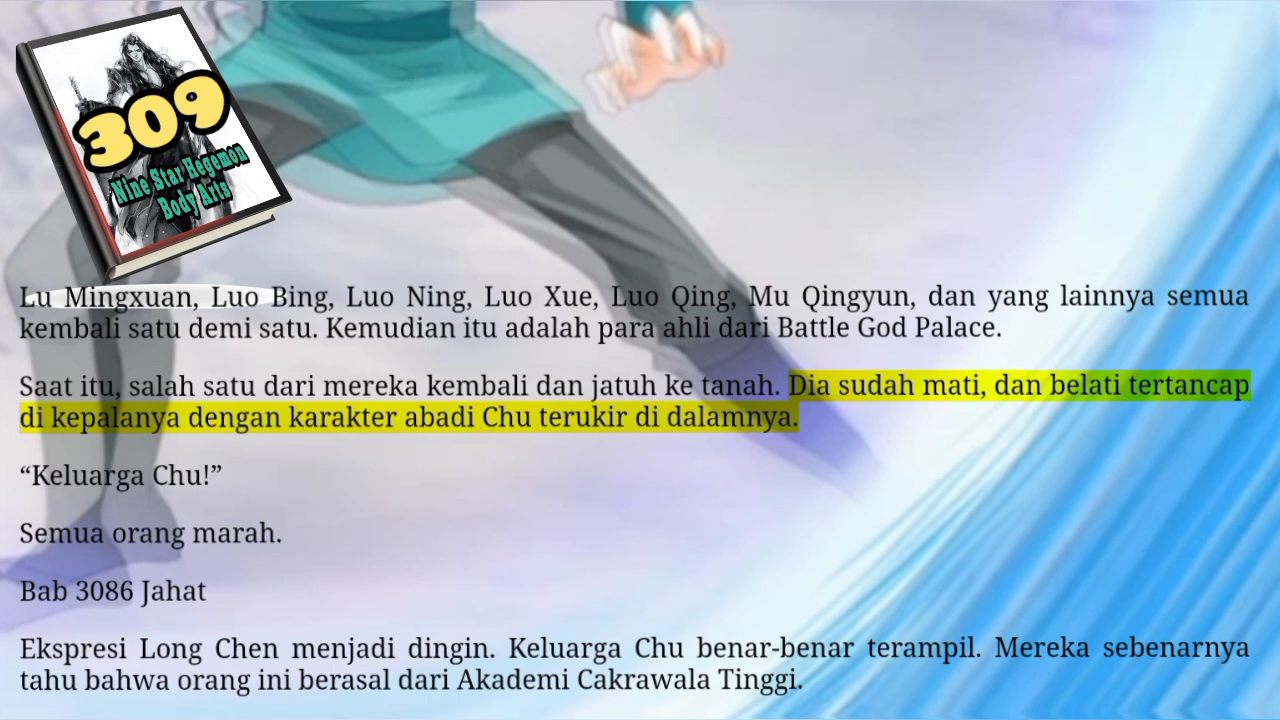 309
Nine Star Hegemon
Body Arts
Lu Mingxuan, Luo Bing, Luo Ning, Luo Xue, Luo Qing, Mu Qingyun, dan yang lainnya semua
kembali satu demi satu. Kemudian itu adalah para ahli dari Battle God Palace.
Saat itu, salah satu dari mereka kembali dan jatuh ke tanah. Dia sudah mati, dan belati tertancap
di kepalanya dengan karakter abadi Chu terukir di dalamnya.
“Keluarga Chu!”
Semua orang marah.
Bab 3086 Jahat
Ekspresi Long Chen menjadi dingin. Keluarga Chu benar-benar terampil. Mereka sebenarnya
tahu bahwa orang ini berasal dari Akademi Cakrawala Tinggi.